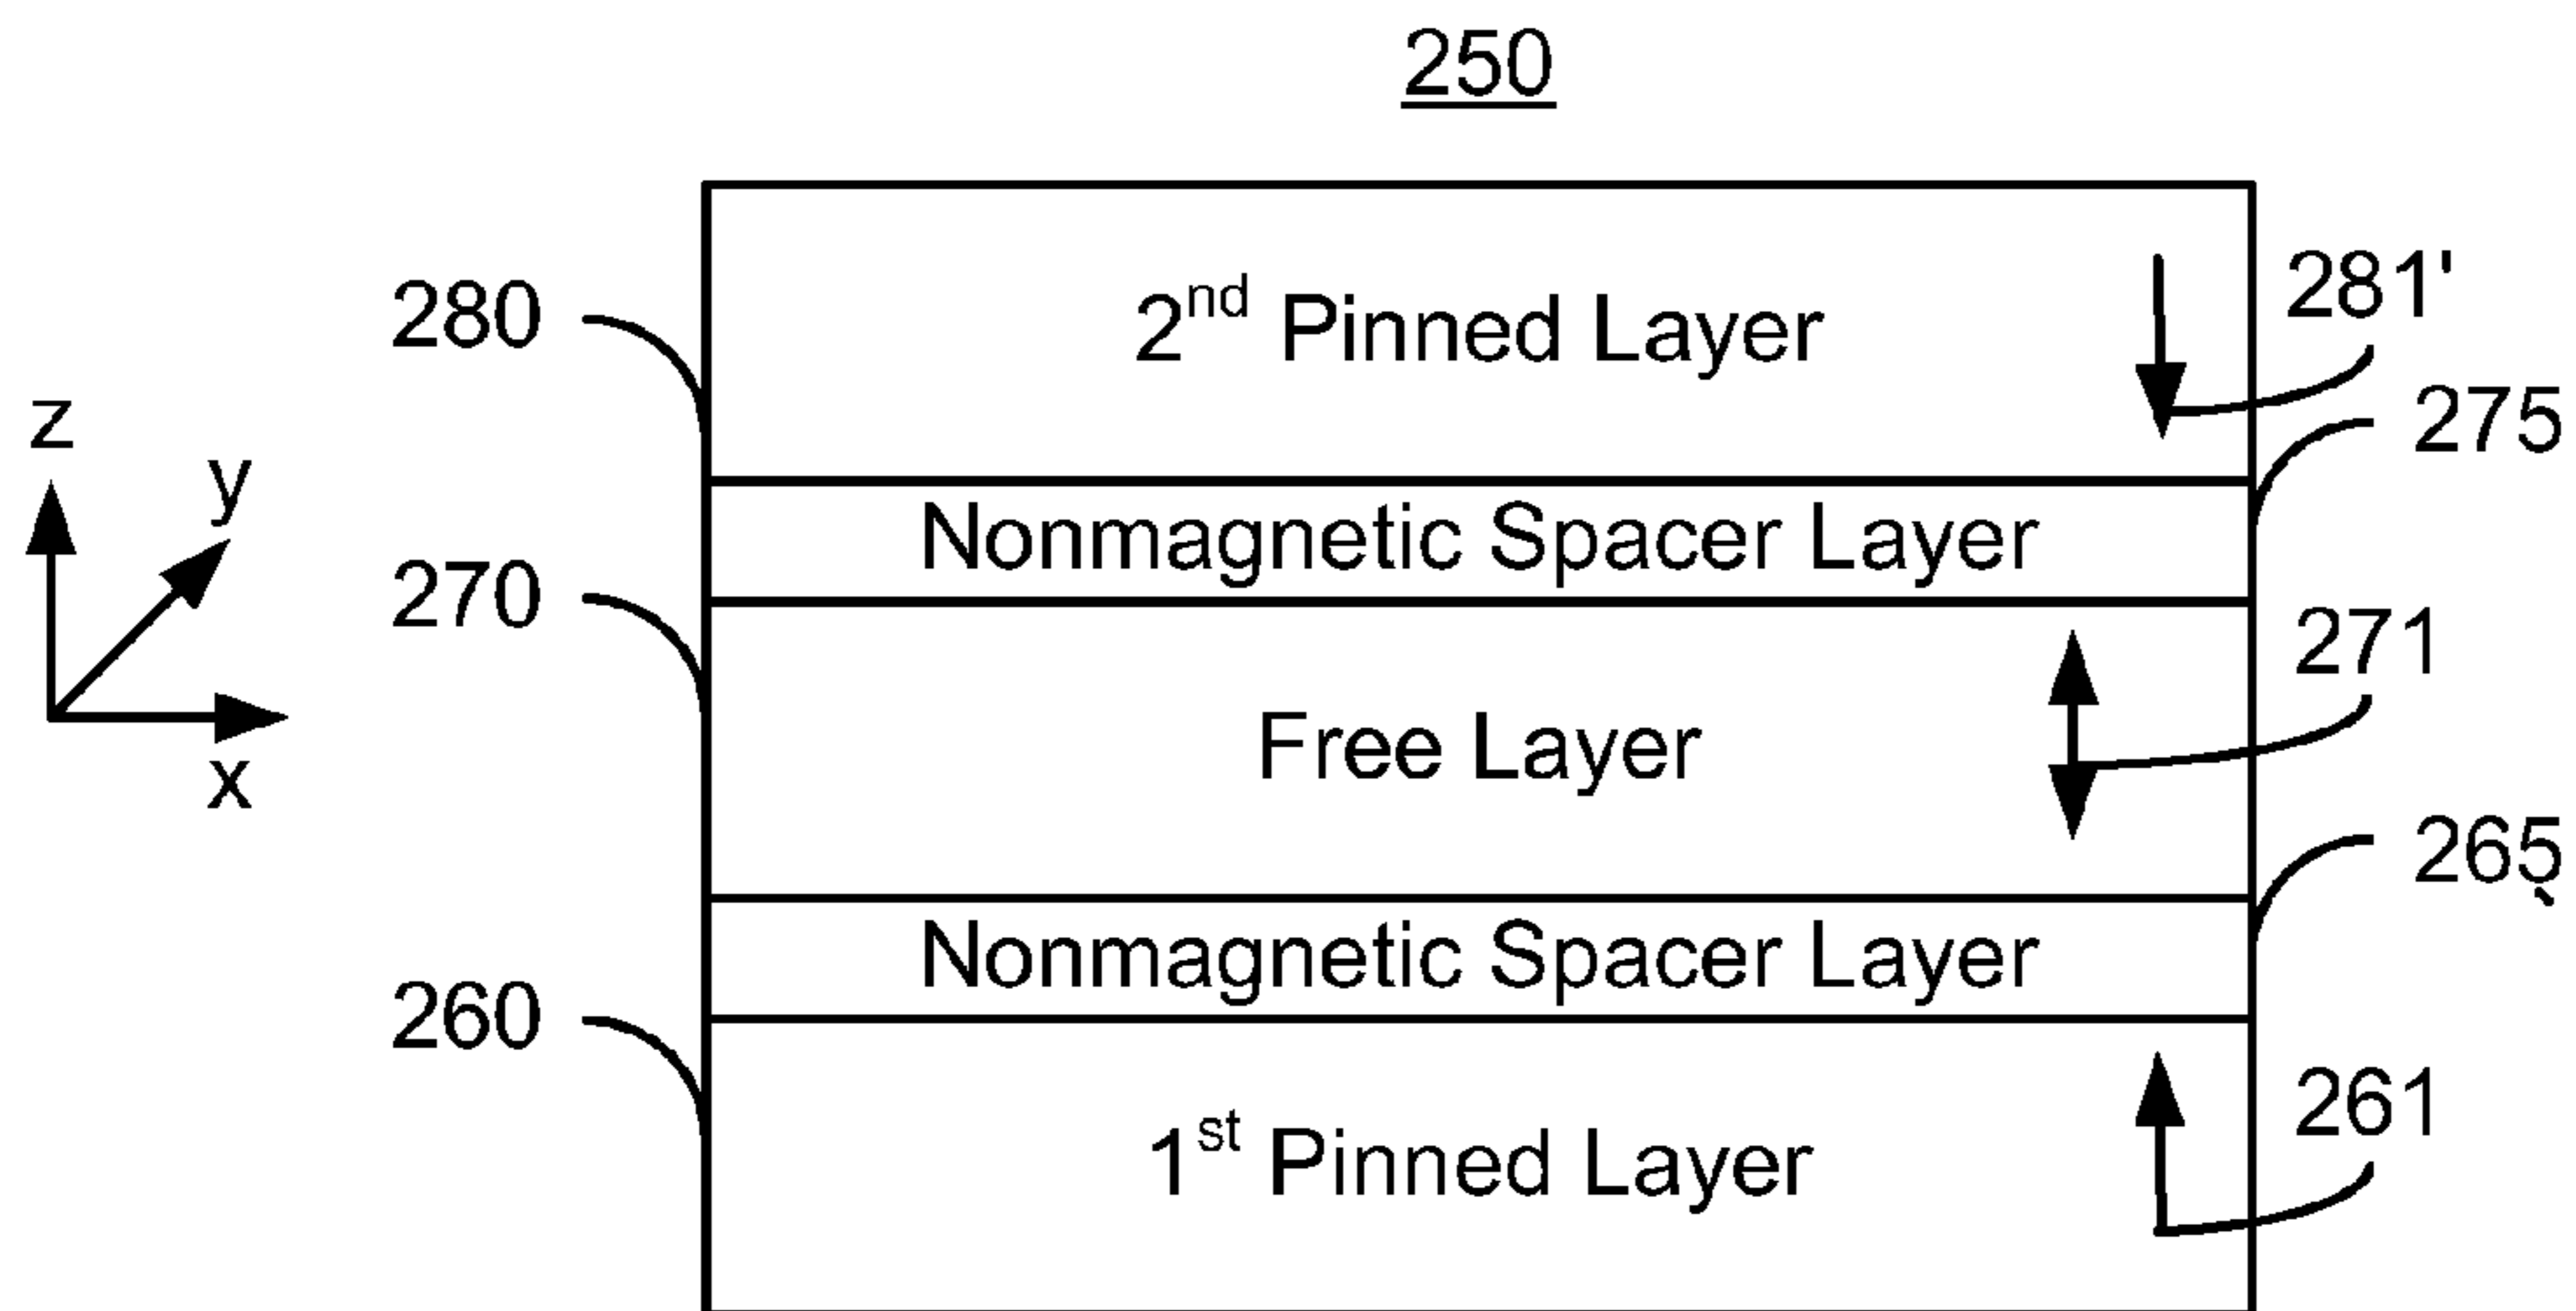 250
2nd Pinned Layer
280
281'
z
y
x
275
Nonmagnetic Spacer Layer
270
271
Free Layer
265
Nonmagnetic Spacer Layer
260
261
1st Pinned Layer